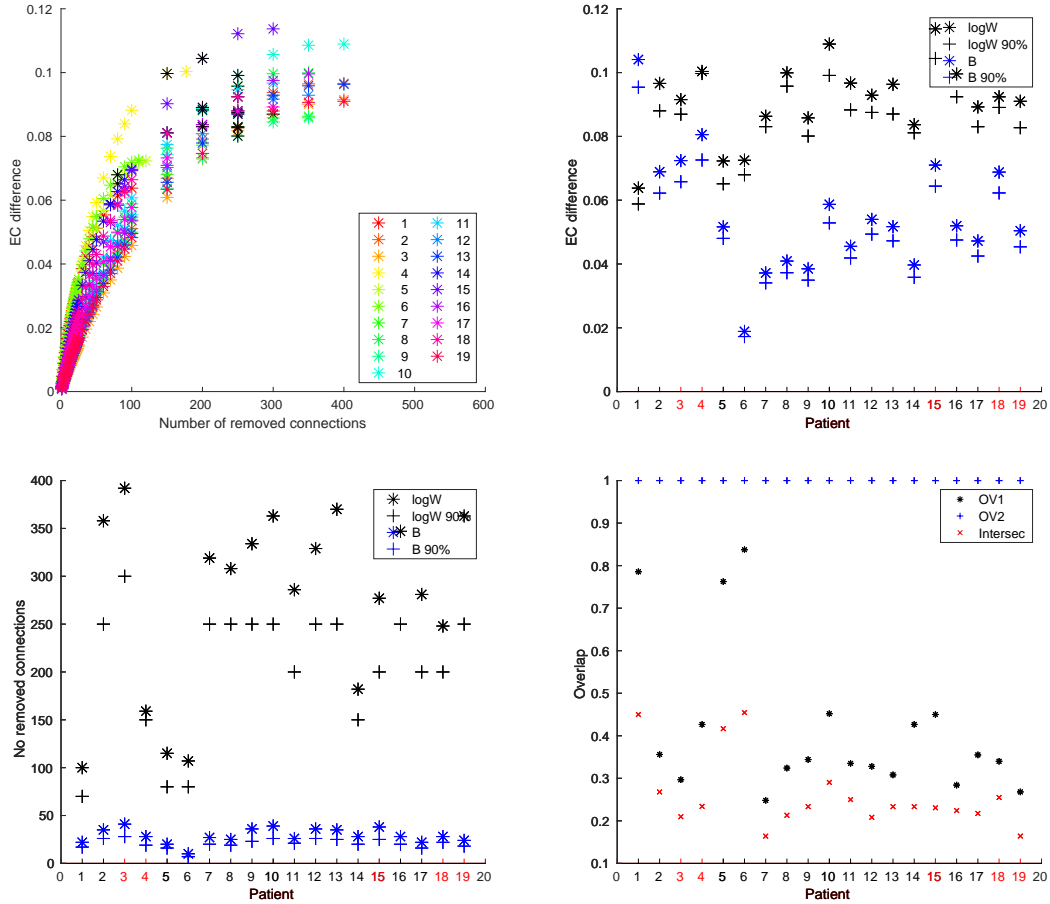 0.12
0.1
0.08
0.06
0.04
0.02
0
EC difference
0 100 200 300 400 500 600
Number of removed connections
1 11
2 12
3 13
4 14
5 15
6 16
7 17
8 18
9 19
10
0.12
0.1
0.08
0.06
0.04
0.02
0
EC difference
0 1 2 3 4 5 6 7 8 9 10 11 12 13 14 15 16 17 18 19 20
Patient
logW
logW 90%
B
B 90%
400
350
300
250
200
150
100
50
0
No removed connections
0 1 2 3 4 5 6 7 8 9 10 11 12 13 14 15 16 17 18 19 20
Patient
logW
logW 90%
B
B 90%
1
0.9
0.8
0.7
0.6
0.5
0.4
0.3
0.2
0.1
Overlap
0 1 2 3 4 5 6 7 8 9 10 11 12 13 14 15 16 17 18 19 20
Patient
OV1
OV2
Intersec